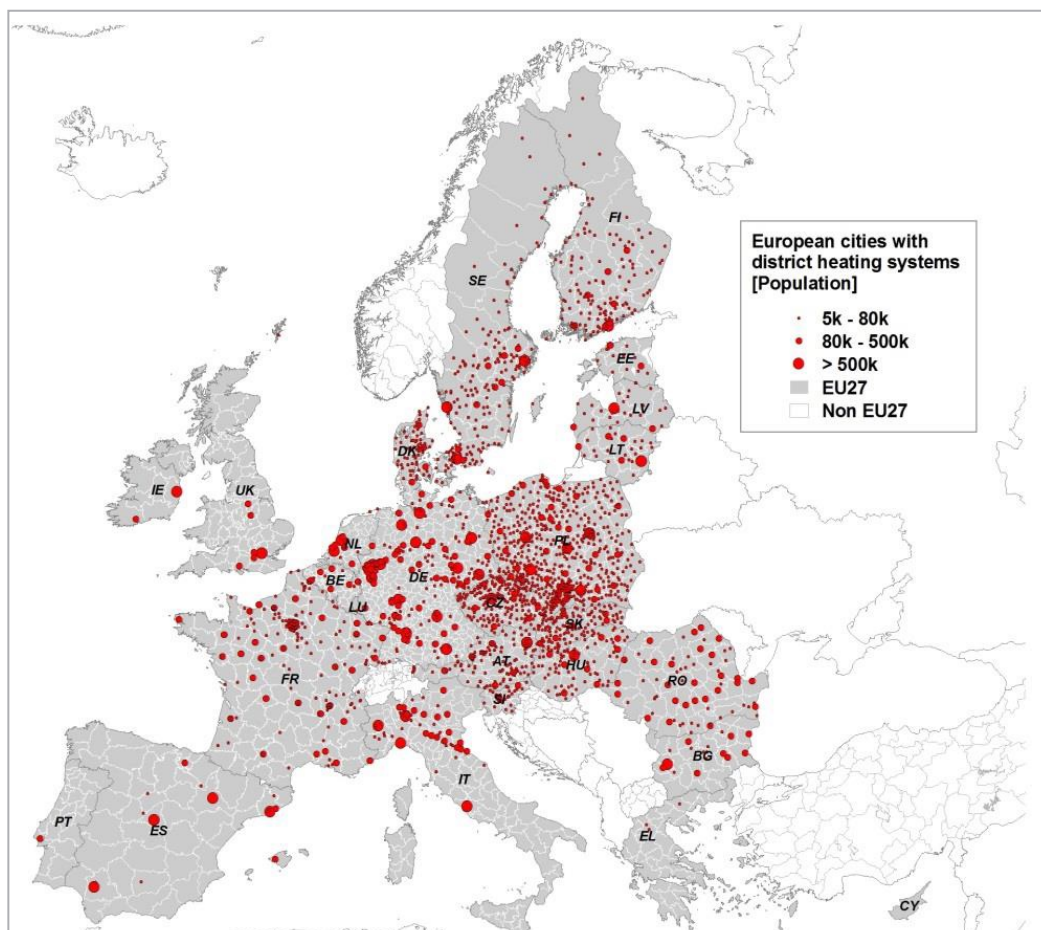 FI
SE
European cities with
district heating systems
[Population]
5k - 80k
80k - 500k
> 500k
EU27
Non EU27
EE
LV
DK
LT
IE
UK
NL
PL
BE
DE
LU
CZ
SK
AT
HU
FR
SI
RO
BG
IT
PT
ES
EL
CY